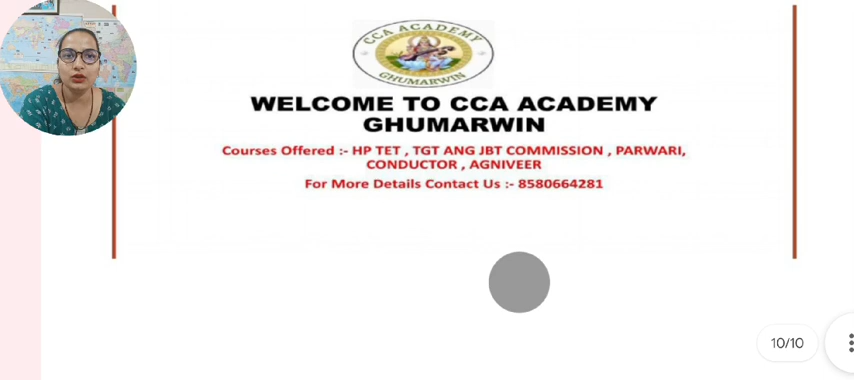 CCA ACADEMY
GHUMARWIN
WELCOME TO CCA ACADEMY
GHUMARWIN
Courses Offered :- HP TET , TGT ANG JBT COMMISSION , PARWARI,
CONDUCTOR , AGNIVEER
For More Details Contact Us :- 8580664281
10/10